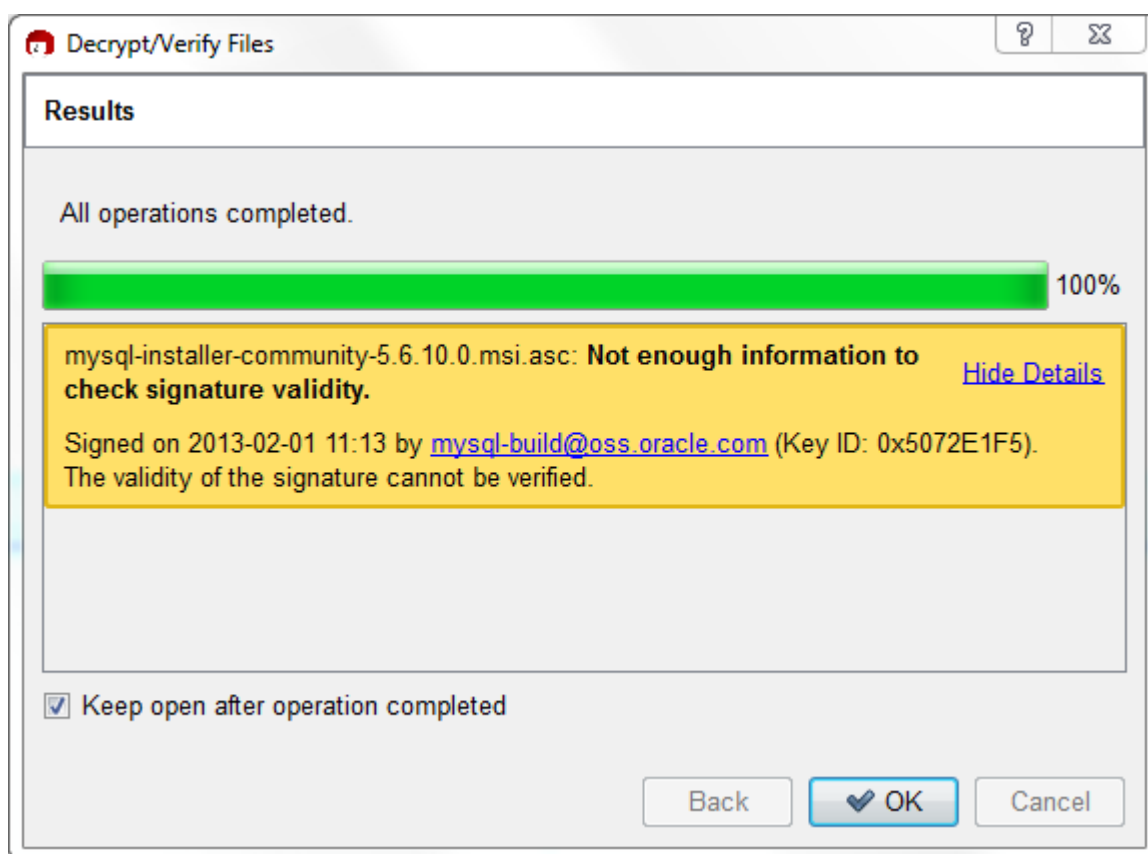 Decrypt/Verify Files
Results
All operations completed.
100%
mysql-installer-community-5.6.10.0.msi.asc: Not enough information to
check signature validity.
Hide Details
Signed on 2013-02-01 11:13 by mysql-build@oss.oracle.com (Key ID: 0x5072E1F5).
The validity of the signature cannot be verified.
Keep open after operation completed
Back
OK
Cancel